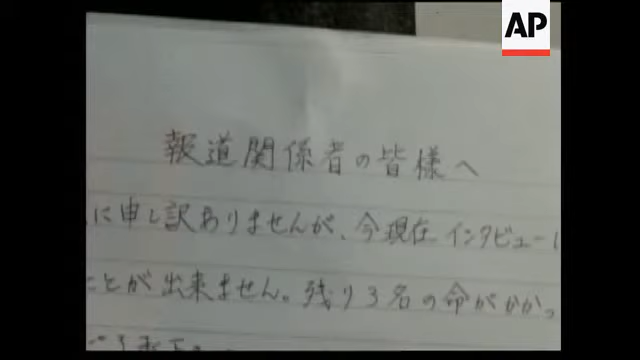 AP
報道関係者の皆様へ
に申し訳ありませんが、今現在インタビュー
ことが出来ません。残り3名の命がかかっ